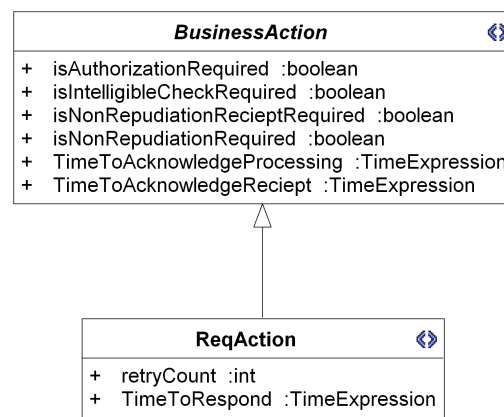 BusinessAction
+ isAuthorizationRequired :boolean
+ isIntelligibleCheckRequired :boolean
+ isNonRepudiationRecieptRequired :boolean
+ isNonRepudiationRequired :boolean
+ TimeToAcknowledgeProcessing :TimeExpression
+ TimeToAcknowledgeReciept :TimeExpression
ReqAction
+ retryCount :int
+ TimeToRespond :TimeExpression